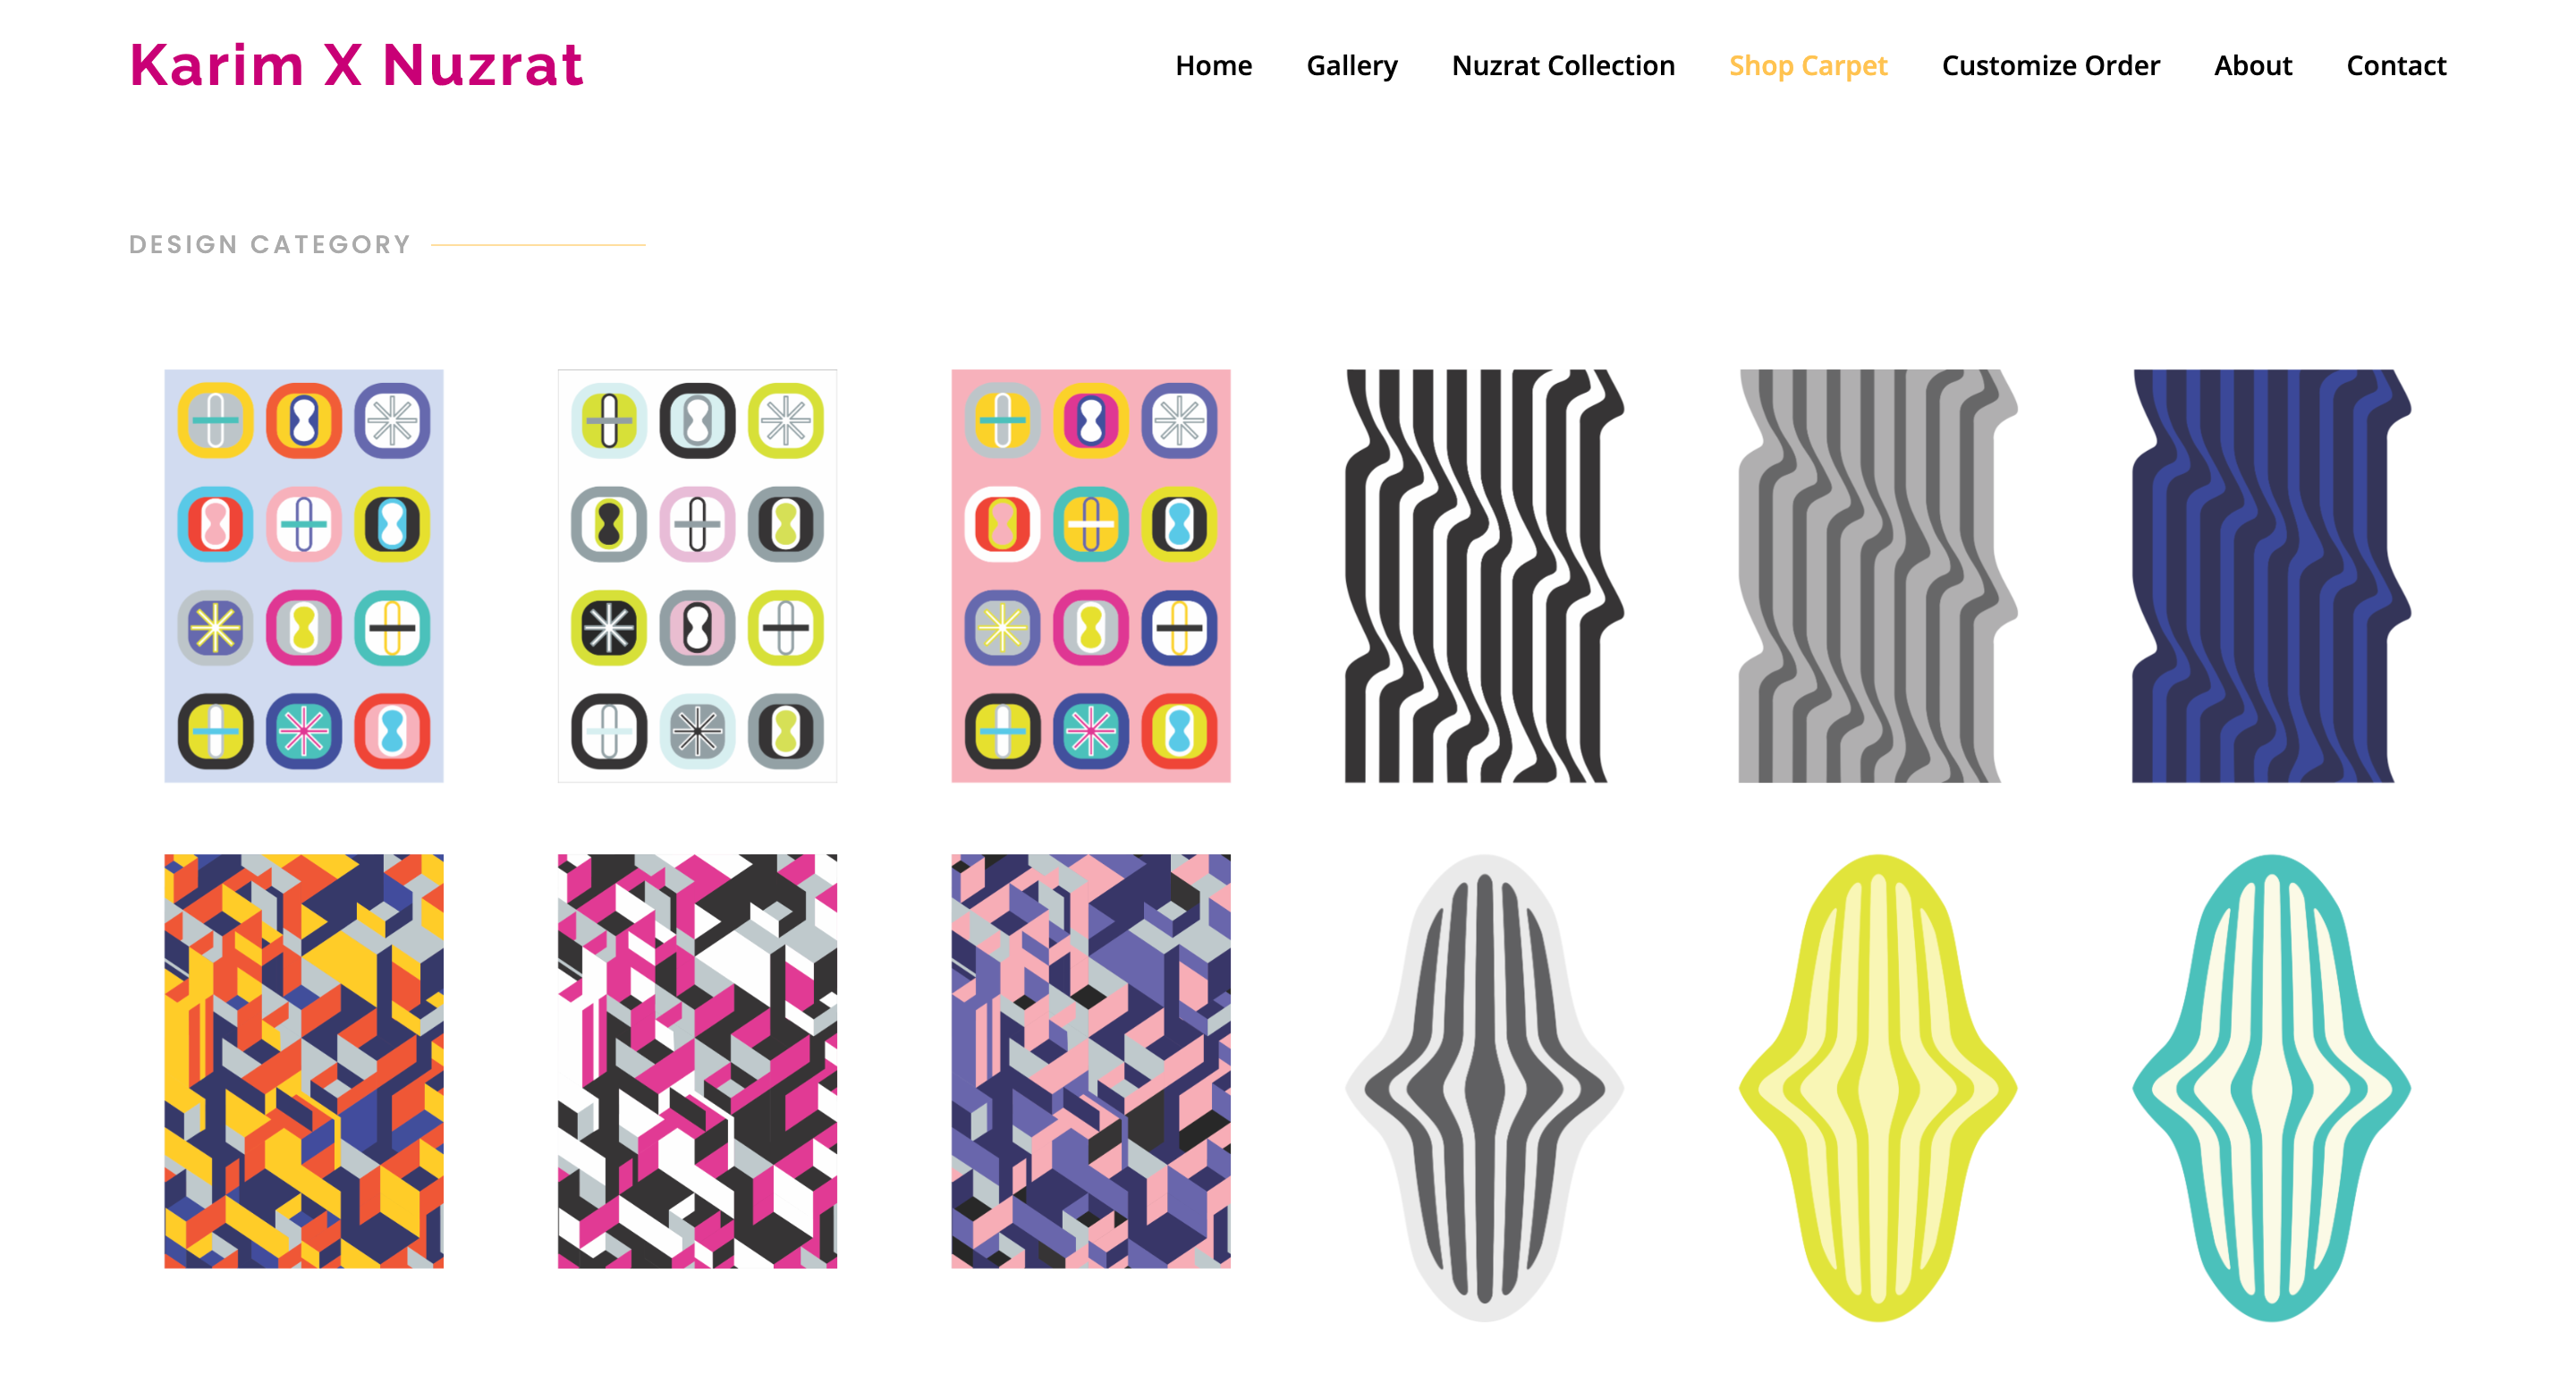 Karim X Nuzrat
Home Gallery Nuzrat Collection Shop Carpet Customize Order About Contact
DESIGN CATEGORY